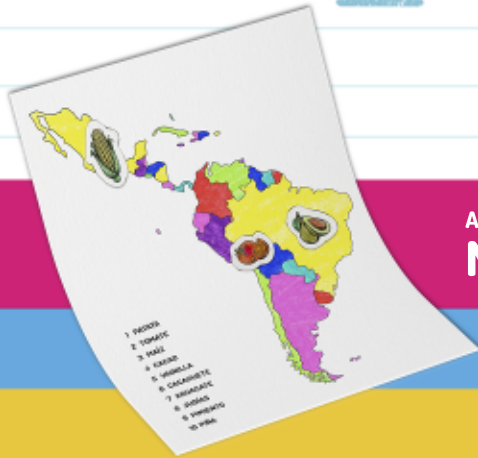 1 PATATA
2 TOMATE
3 MAÍZ
4 CACAO
5 VAINILLA
6 CACAHUETE
7 AGUACATE
8 JUDÍAS
9 PIMIENTO
10 PIÑA
A
N